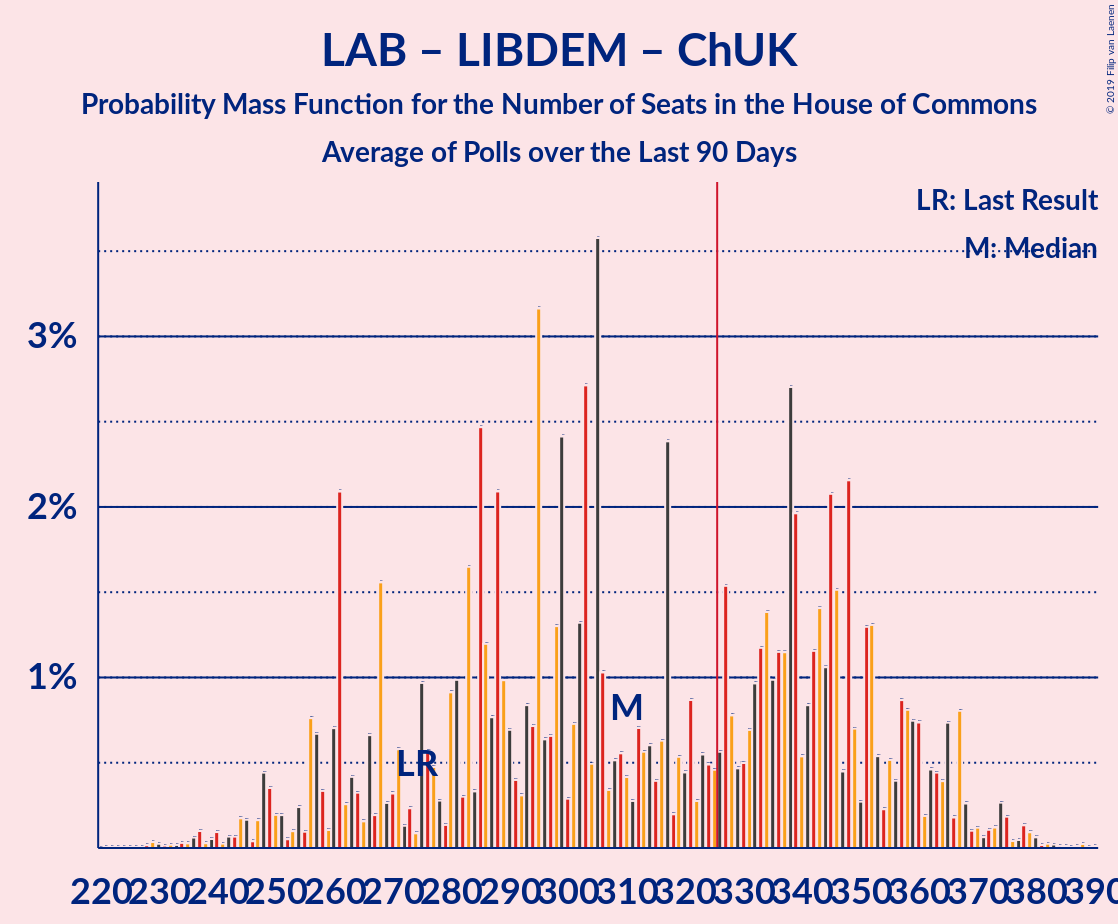 LAB – LIBDEM – ChUK
Probability Mass Function for the Number of Seats in the House of Commons
Average of Polls over the Last 90 Days
© 2019 Filip van Laenen
LR: Last Result
M: Median
3%
2%
1%
M
LR
220 230 240 250 260 270 280 290 300 310 320 330 340 350 360 370 380 390